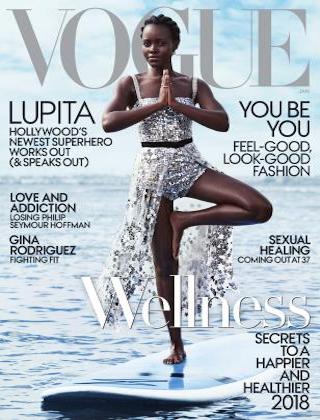 VOGUE
JAN
LUPITA
HOLLYWOOD'S
NEWEST SUPERHERO
WORKS OUT
(& SPEAKS OUT)
YOU BE
YOU
FEEL-GOOD,
LOOK-GOOD
FASHION
LOVE AND
ADDICTION
LOSING PHILIP
SEYMOUR HOFFMAN
GINA
RODRIGUEZ
FIGHTING FIT
SEXUAL
HEALING
COMING OUT AT 37
Wellness
SECRETS
TO A
HAPPIER
AND
HEALTHIER
2018